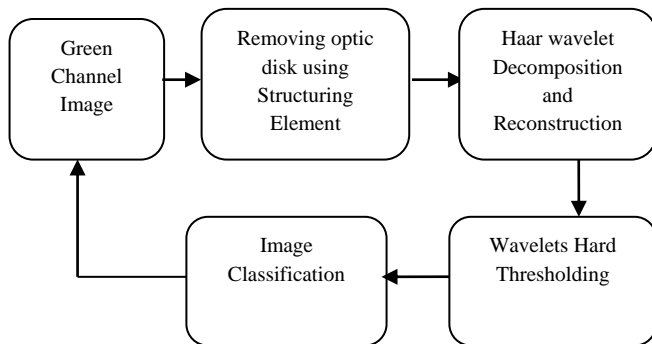 Green
Channel
Image
Removing optic
disk using
Structuring
Element
Haar wavelet
Decomposition
and
Reconstruction
Wavelets Hard
Thresholding
Image
Classification